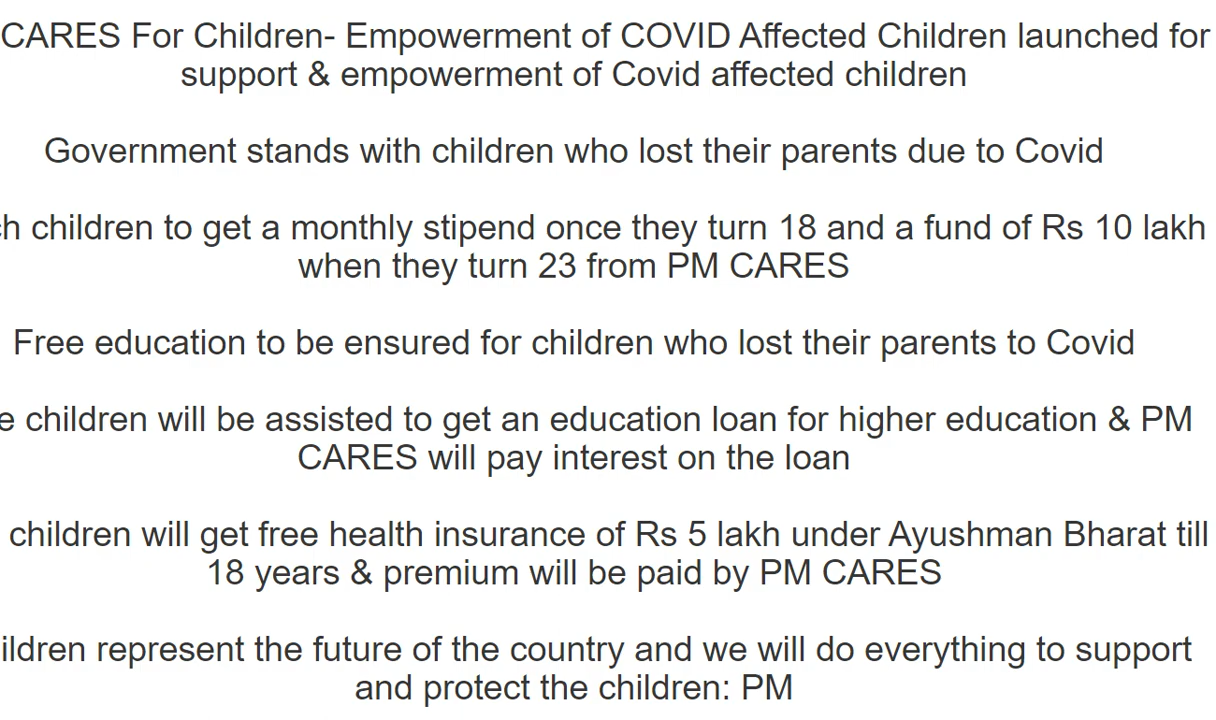 CARES For Children- Empowerment of COVID Affected Children launched for
support & empowerment of Covid affected children
Government stands with children who lost their parents due to Covid
h children to get a monthly stipend once they turn 18 and a fund of Rs 10 lakh
when they turn 23 from PM CARES
Free education to be ensured for children who lost their parents to Covid
e children will be assisted to get an education loan for higher education & PM
CARES will pay interest on the loan
children will get free health insurance of Rs 5 lakh under Ayushman Bharat till
18 years & premium will be paid by PM CARES
ildren represent the future of the country and we will do everything to support
and protect the children: PM